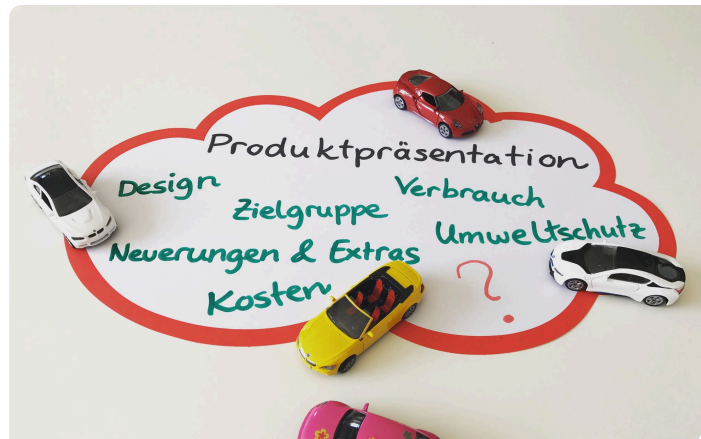 Produktpräsentation
Design
Verbrauch
Zielgruppe
Umweltschutz
Neuerungen & Extras
Kosten
?